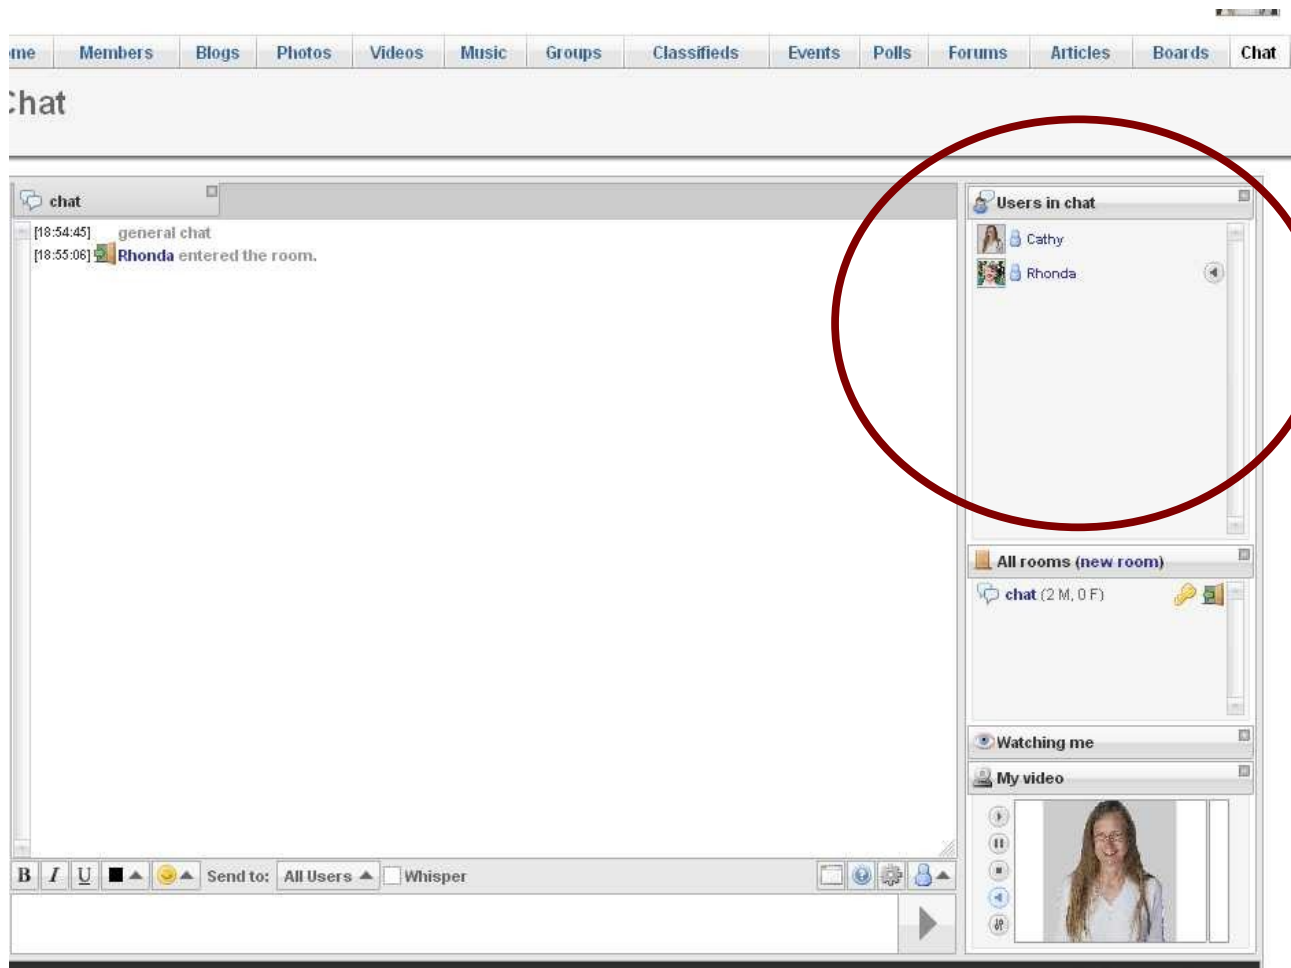 ome Members Blogs Photos Videos Music Groups Classifieds Events Polls Forums Articles Boards Chat
Chat
chat
[18:54:45] general chat
[18:55:06] Rhonda entered the room.
Users in chat
Cathy
Rhonda
All rooms (new room)
chat (2 M, 0 F)
Watching me
My video
B I U Send to: All Users Whisper